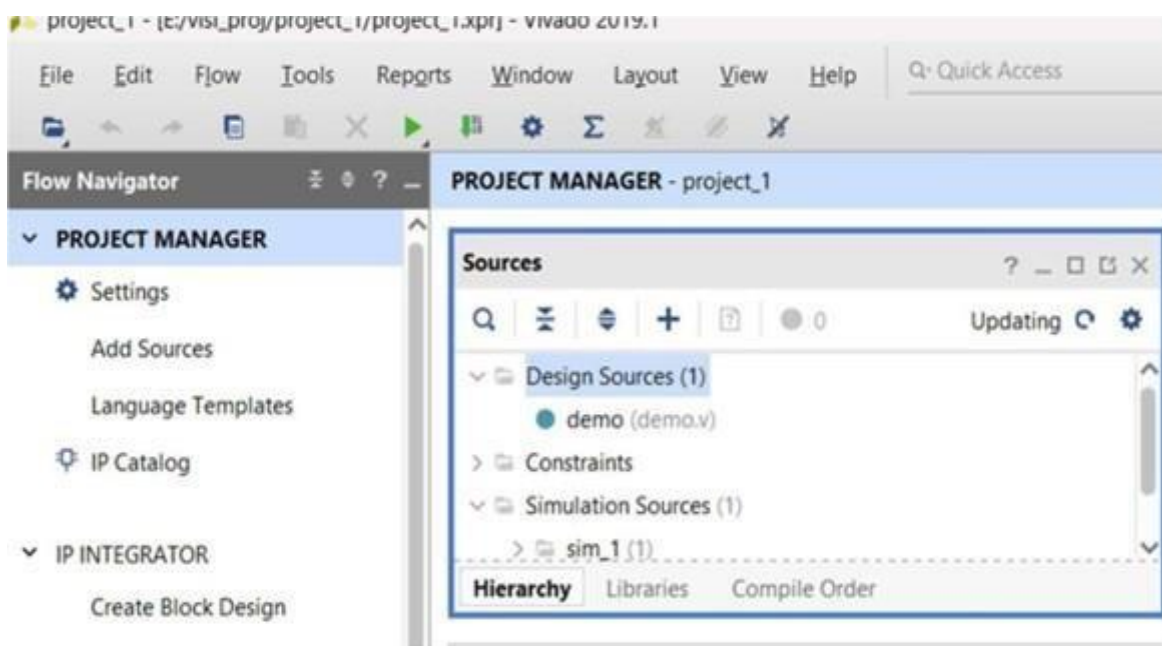 project_1 - [E:/vlsi_proj/project_1/project_1.xpr] - Vivado 2019.1
File Edit Flow Tools Reports Window Layout View Help Quick Access
Flow Navigator ? PROJECT MANAGER - project_1
PROJECT MANAGER
Sources ?
Settings
0 Updating
Add Sources
Design Sources (1)
Language Templates
demo (demo.v)
IP Catalog
Constraints
Simulation Sources (1)
IP INTEGRATOR
sim_1 (1)
Hierarchy Libraries Compile Order
Create Block Design